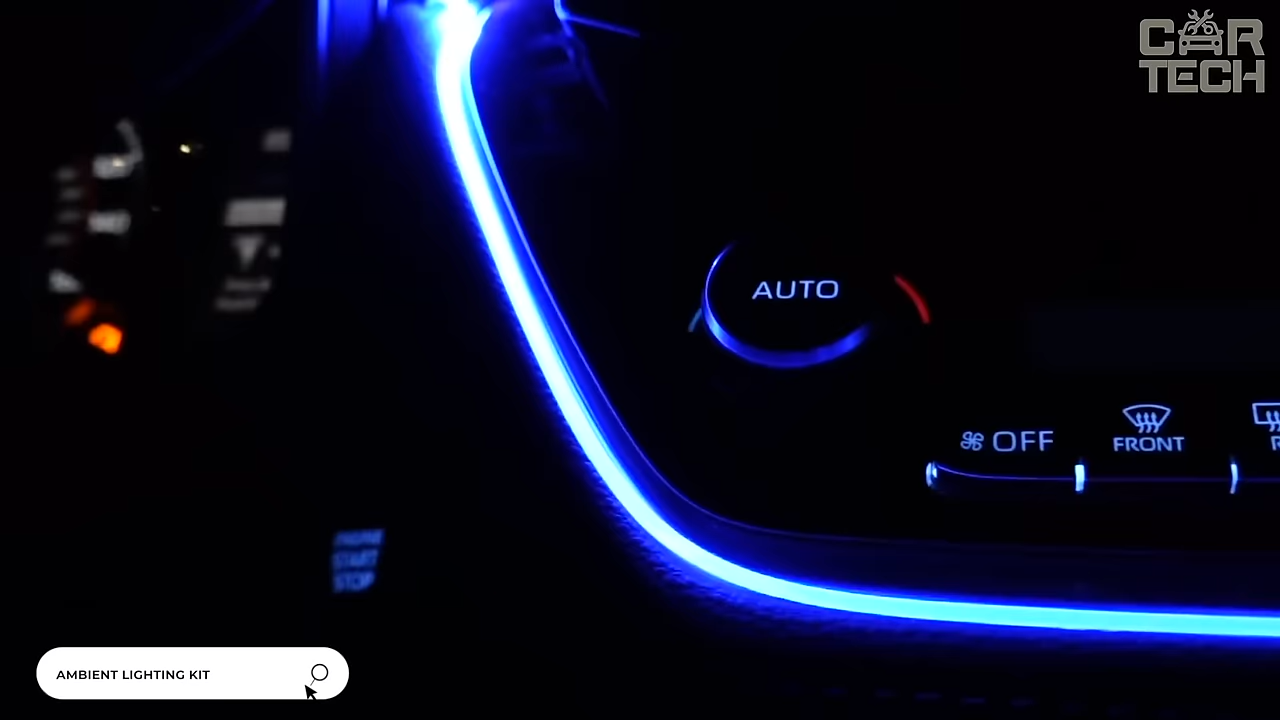 CAR
TECH
AUTO
OFF
FRONT
ENGINE
START
STOP
AMBIENT LIGHTING KIT